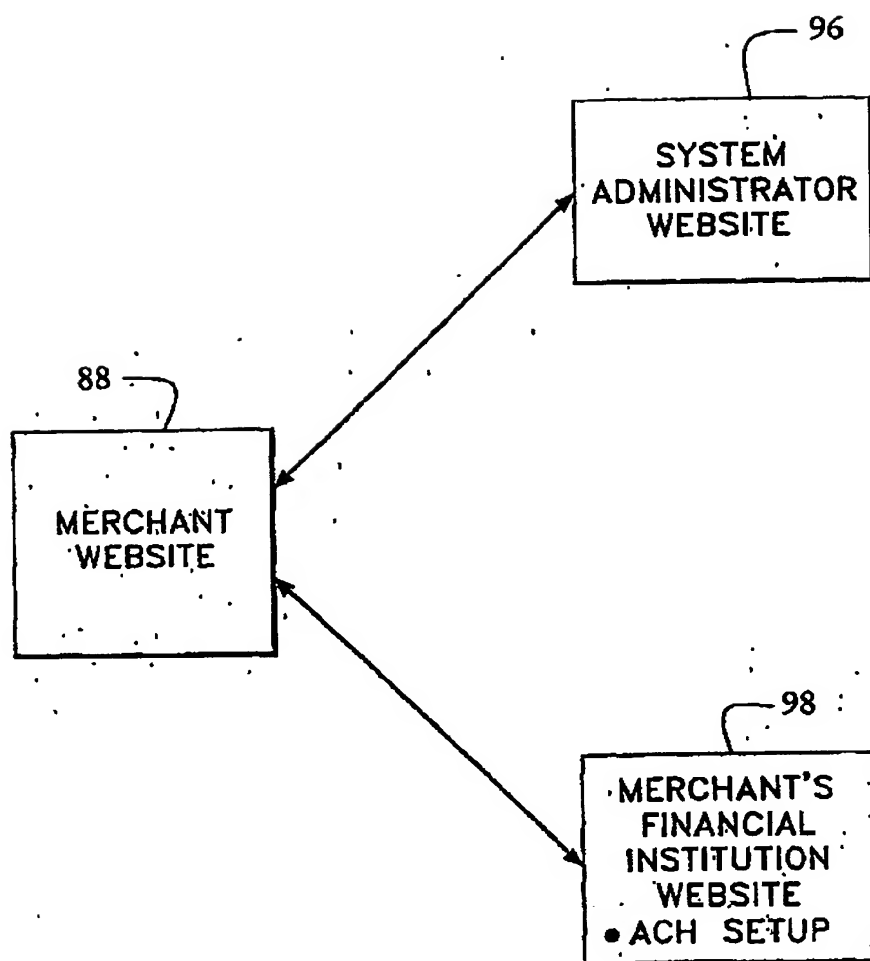 96
SYSTEM
ADMINISTRATOR
WEBSITE
88
MERCHANT
WEBSITE
98
MERCHANT'S
FINANCIAL
INSTITUTION
WEBSITE
• ACH SETUP